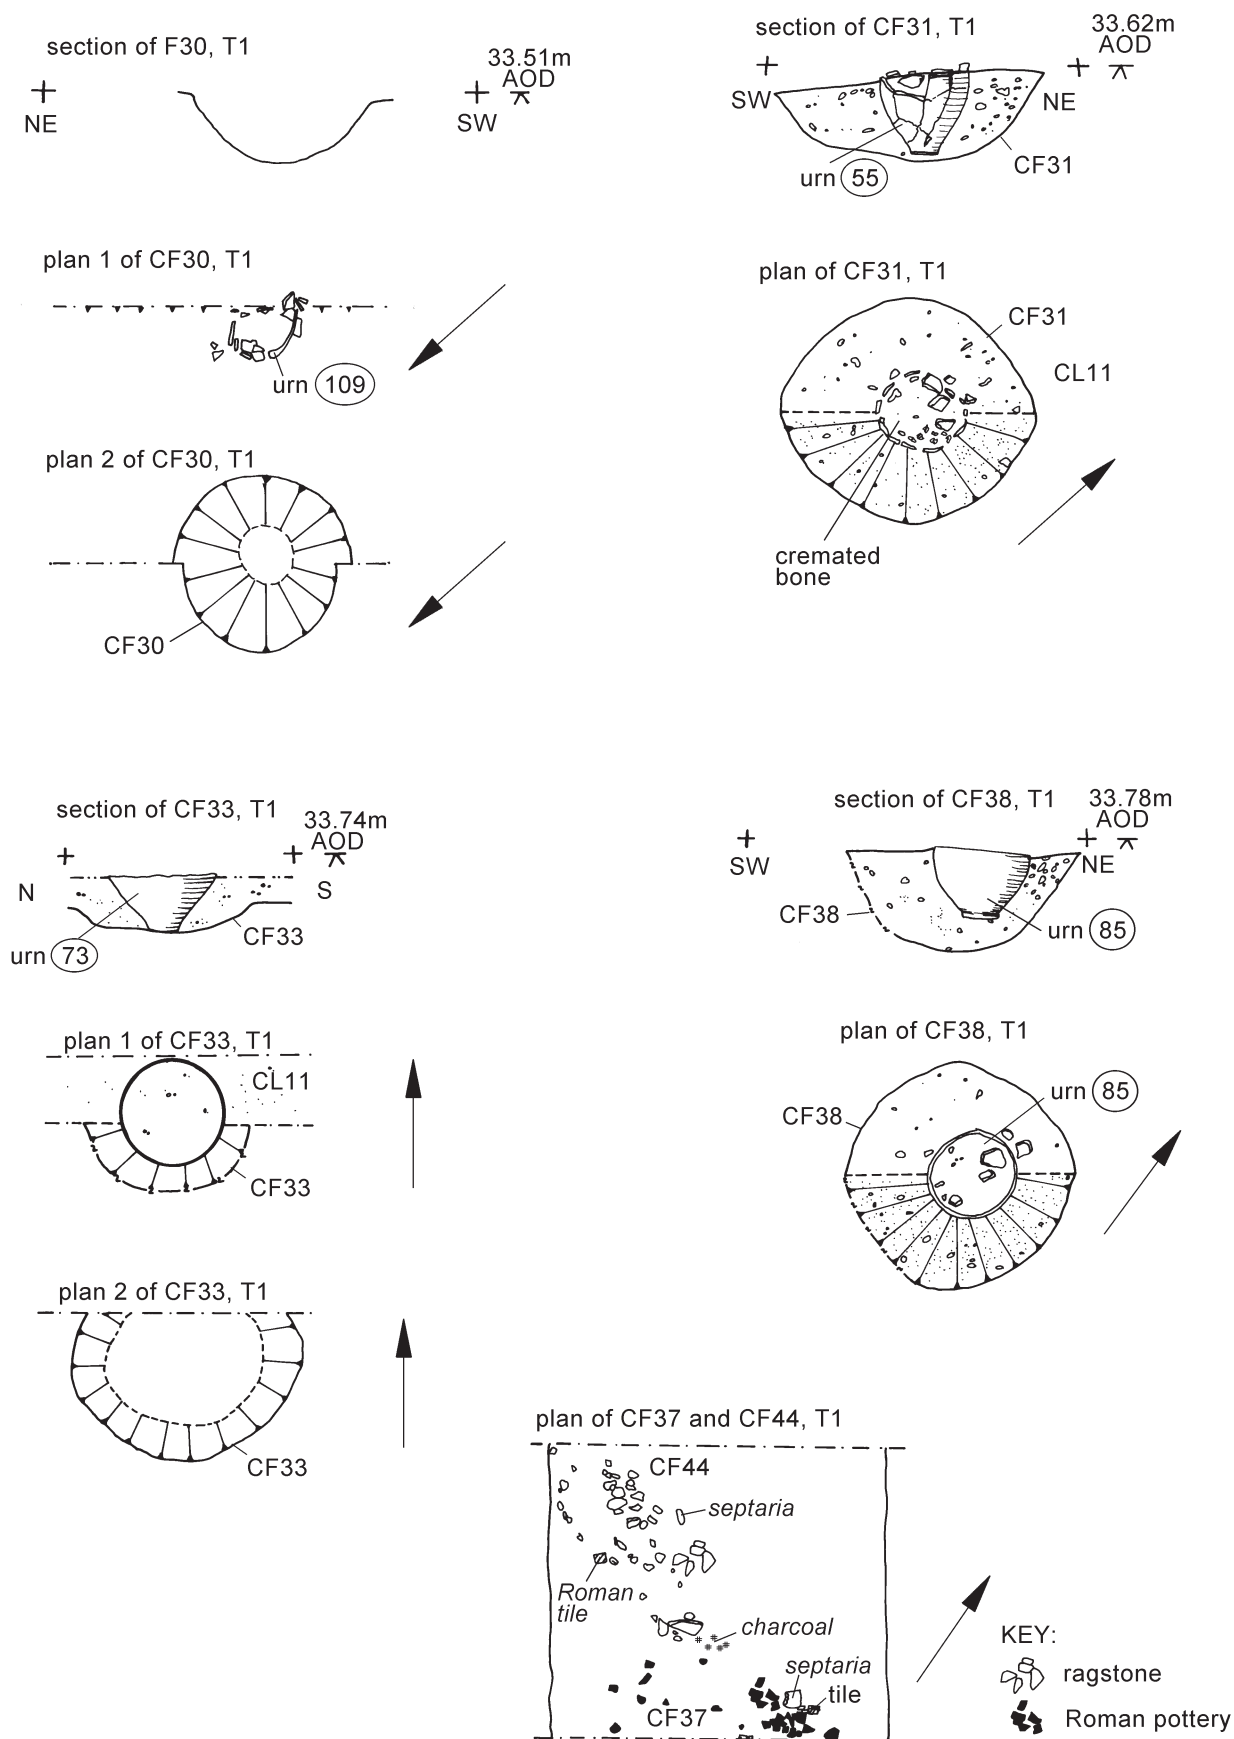 section of F30, T1
33.51m
AOD
NE
SW
section of CF31, T1
33.62m
AOD
SW
NE
CF31
urn 55
plan 1 of CF30, T1
urn 109
plan of CF31, T1
CF31
CL11
cremated
bone
plan 2 of CF30, T1
CF30
section of CF33, T1
33.74m
AOD
N
S
CF33
urn 73
section of CF38, T1
33.78m
AOD
SW
NE
CF38
urn 85
plan 1 of CF33, T1
CL11
CF33
plan of CF38, T1
urn 85
CF38
plan 2 of CF33, T1
CF33
plan of CF37 and CF44, T1
CF44
septaria
Roman
tile
charcoal
septaria
tile
CF37
KEY:
ragstone
Roman pottery